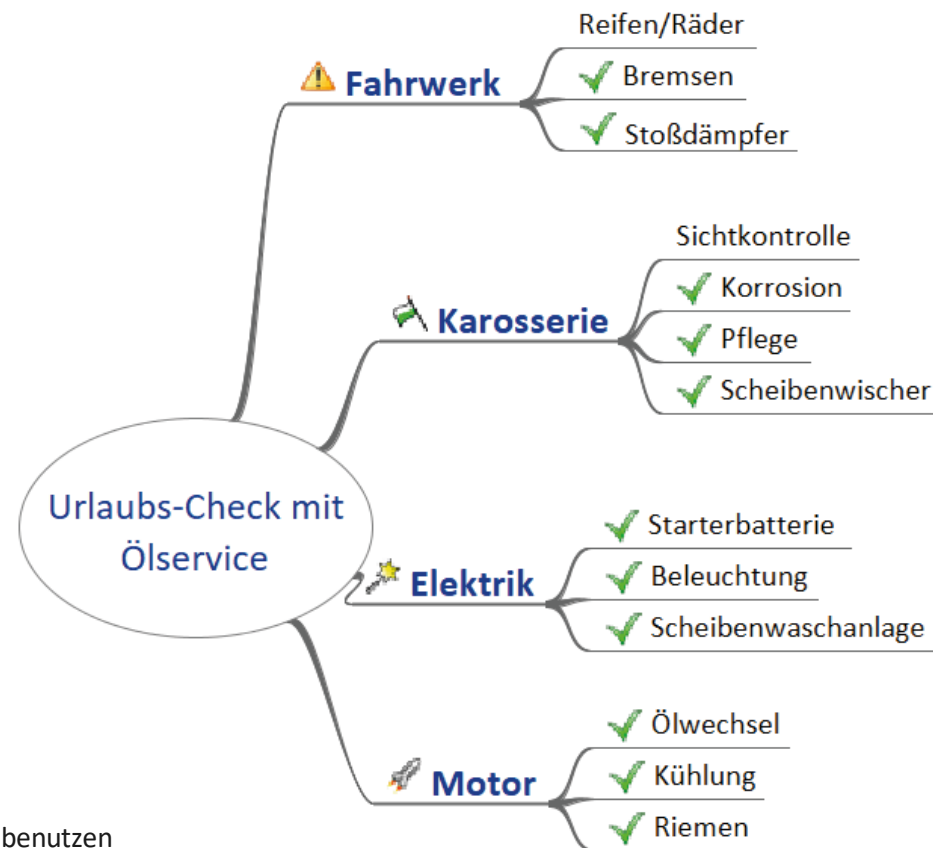 Urlaubs-Check mit
Ölservice
Fahrwerk
Reifen/Räder
Bremsen
Stoßdämpfer
Karosserie
Sichtkontrolle
Korrosion
Pflege
Scheibenwischer
Elektrik
Starterbatterie
Beleuchtung
Scheibenwaschanlage
Motor
Ölwechsel
Kühlung
Riemen
benutzen